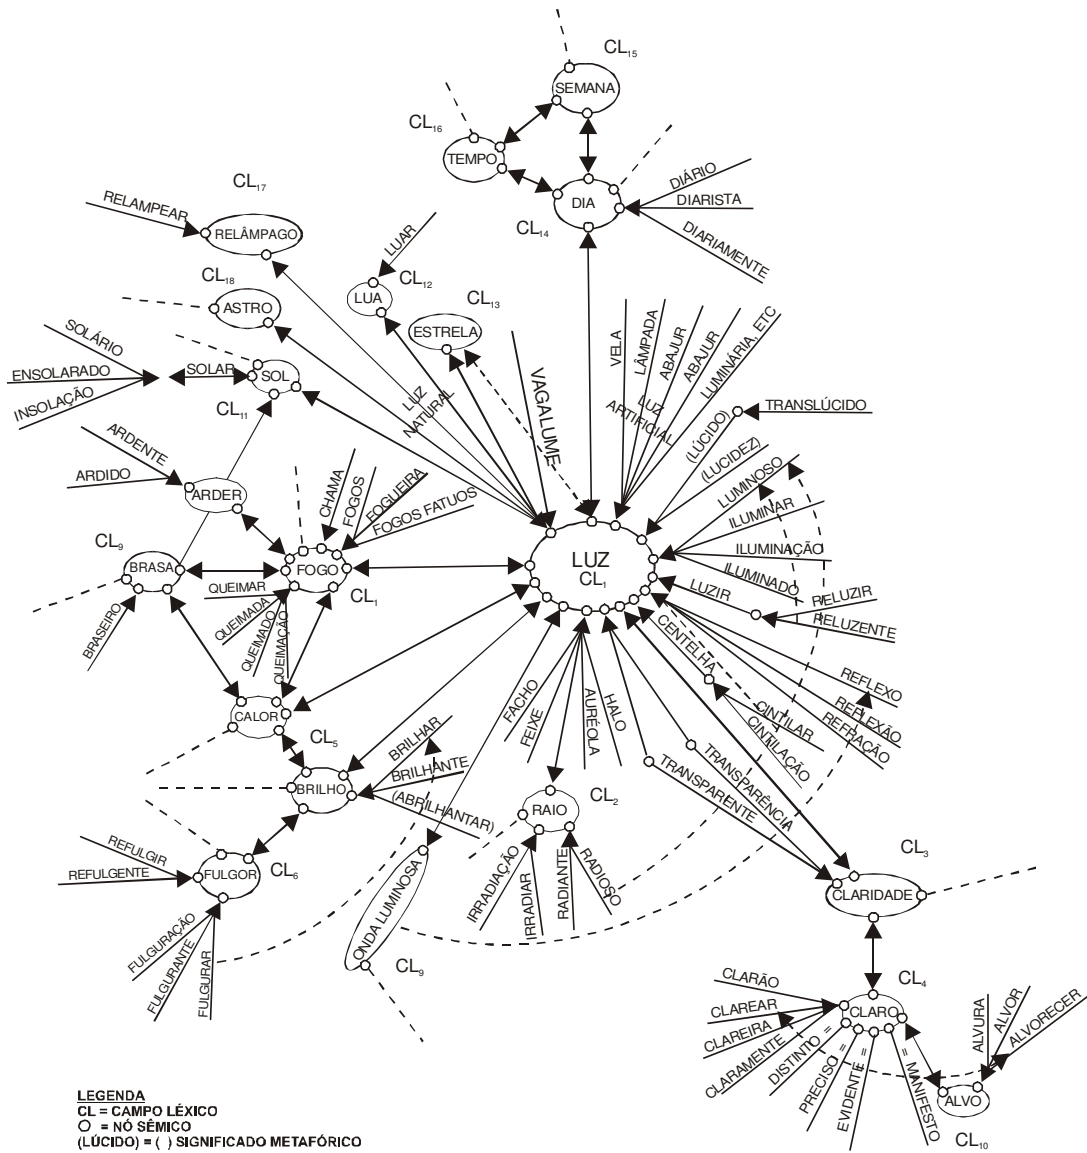 CL15
SEMANA
CL16
TEMPO
DIÁRIO
DIARISTA
DIA
CL14
DIARIAMENTE
CL17
RELAMPEAR
RELÂMPAGO
LUAR
CL12
LUA
CL18
ASTRO
CL13
ESTRELA
SOLÁRIO
ENSOLARADO
INSOLAÇÃO
SOLAR
SOL
CL11
LUZ
NATURAL
VAGALUME
VELA
LÂMPADA
ABAJUR
ABAJUR
LUMINÁRIA, ETC
LUZ
ARTIFICIAL
(LÚCIDO)
TRANSLÚCIDO
(LUCIDEZ)
LUMINOSO
ILUMINAR
ILUMINAÇÃO
ILUMINADO
LUZIR
RELUZIR
RELUZENTE
ARDENTE
ARDIDO
ARDER
CHAMA
FOGOS
FOGUEIRA
FOGOS FATUOS
CL9
BRASA
FOGO
CL1
LUZ
CL1
BRASEIRO
QUEIMAR
QUEIMADA
QUEIMADO
QUEIMAÇÃO
CALOR
CL5
CENTELHA
CINTILAR
CINTILAÇÃO
REFLEXO
REFLEXÃO
REFRAÇÃO
FACHO
FEIXE
AURÉOLA
HALO
TRANSPARÊNCIA
TRANSPARENTE
BRILHAR
BRILHANTE
(ABRILHANTAR)
BRILHO
RAIO
CL2
IRRADIAÇÃO
IRRADIAR
RADIANTE
RADIOSO
REFULGIR
REFULGENTE
FULGOR
CL6
FULGURAÇÃO
FULGURANTE
FULGURAR
ONDA LUMINOSA
CL9
CL3
CLARIDADE
CL4
CLARÃO
CLAREAR
CLAREIRA
CLARAMENTE
CLARO
DISTINTO =
PRECISO =
EVIDENTE =
= MANIFESTO
ALVURA
ALVOR
ALVORECER
ALVO
CL10
LEGENDA
CL = CAMPO LÉXICO
O = NÓ SÊMICO
(LÚCIDO) = ( ) SIGNIFICADO METAFÓRICO